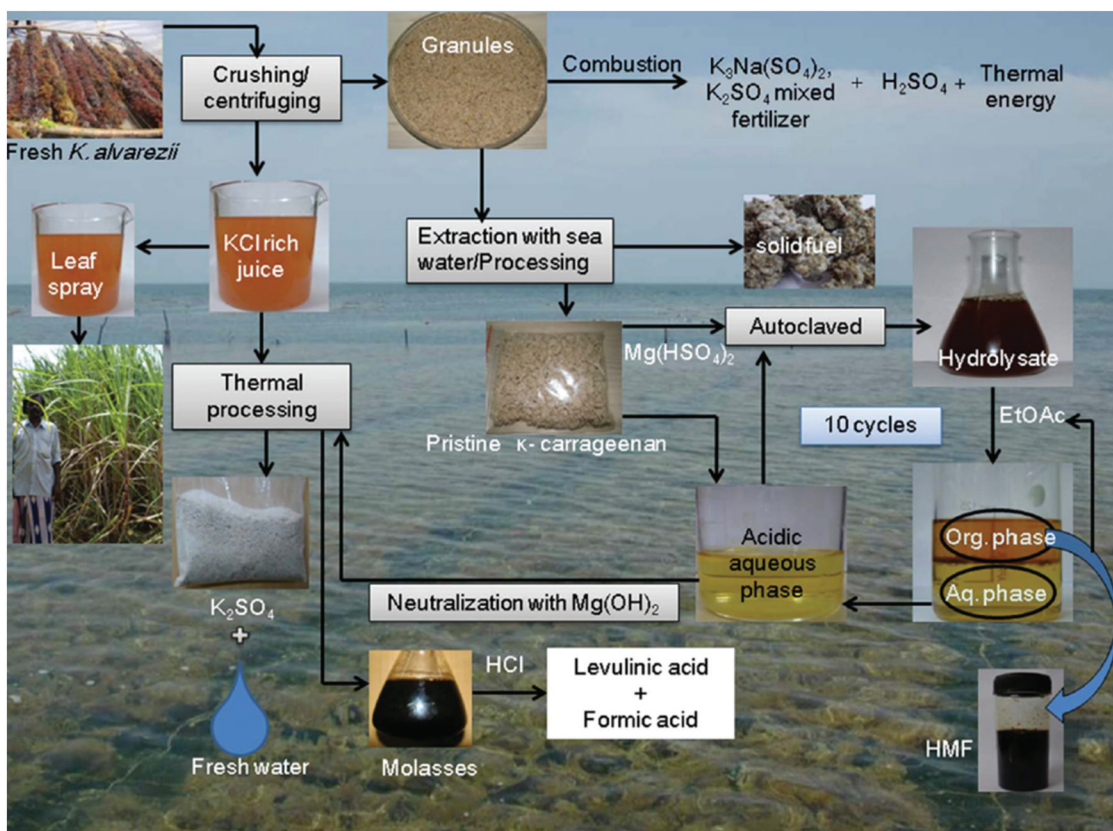 Fresh K. alvarezii
Crushing/
centrifuging
Granules
Combustion
K₃Na(SO₄)₂,
K₂SO₄ mixed
fertilizer
+ H₂SO₄ +
Thermal
energy
Leaf
spray
KCl rich
juice
Extraction with sea
water/Processing
solid fuel
Thermal
processing
Mg(HSO₄)₂
Autoclaved
Hydrolysate
Pristine κ- carrageenan
10 cycles
EtOAc
K₂SO₄
+
Fresh water
Neutralization with Mg(OH)₂
Acidic
aqueous
phase
Org. phase
Aq. phase
Molasses
HCl
Levulinic acid
+
Formic acid
HMF